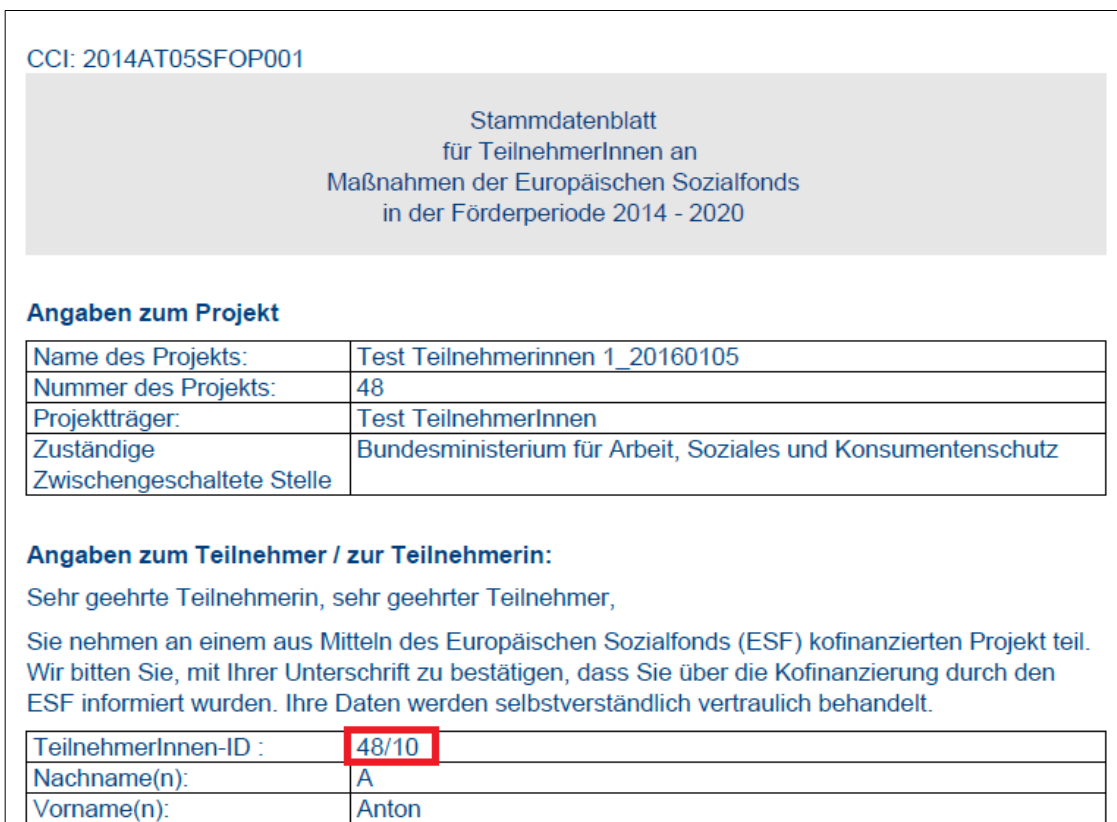 CCI: 2014AT05SFOP001
Stammdatenblatt
für TeilnehmerInnen an
Maßnahmen der Europäischen Sozialfonds
in der Förderperiode 2014 - 2020
Angaben zum Projekt
Name des Projekts: Test Teilnehmerinnen 1_20160105
Nummer des Projekts: 48
Projektträger: Test TeilnehmerInnen
Zuständige Bundesministerium für Arbeit, Soziales und Konsumentenschutz
Zwischengeschaltete Stelle
Angaben zum Teilnehmer / zur Teilnehmerin:
Sehr geehrte Teilnehmerin, sehr geehrter Teilnehmer,
Sie nehmen an einem aus Mitteln des Europäischen Sozialfonds (ESF) kofinanzierten Projekt teil.
Wir bitten Sie, mit Ihrer Unterschrift zu bestätigen, dass Sie über die Kofinanzierung durch den
ESF informiert wurden. Ihre Daten werden selbstverständlich vertraulich behandelt.
TeilnehmerInnen-ID : 48/10
Nachname(n): A
Vorname(n): Anton